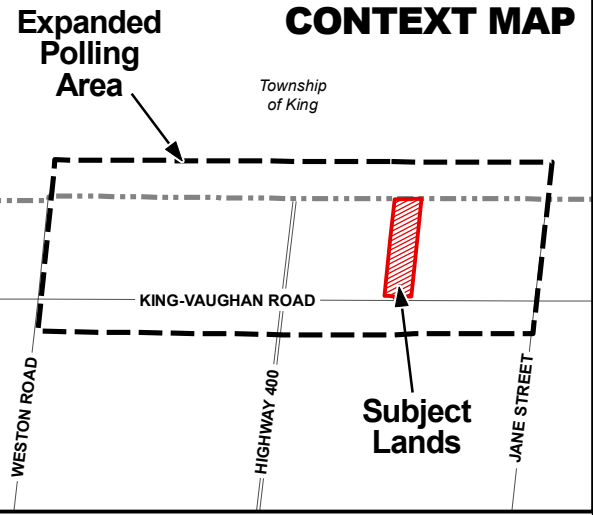 CONTEXT MAP
Expanded
Polling
Area
Township
of King
KING-VAUGHAN ROAD
WESTON ROAD
HIGHWAY 400
JANE STREET
Subject
Lands